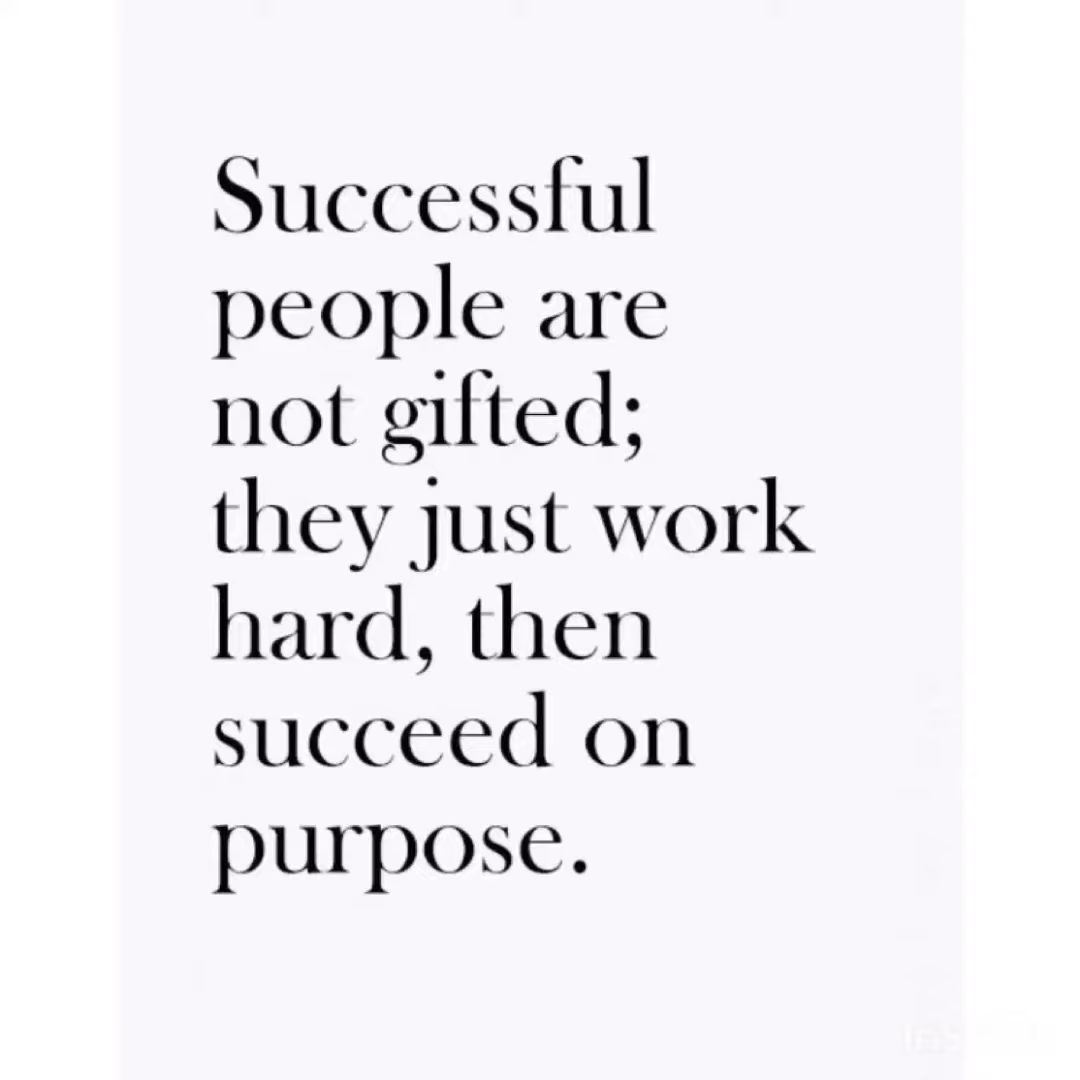 Successful
people are
not gifted;
they just work
hard, then
succeed on
purpose.